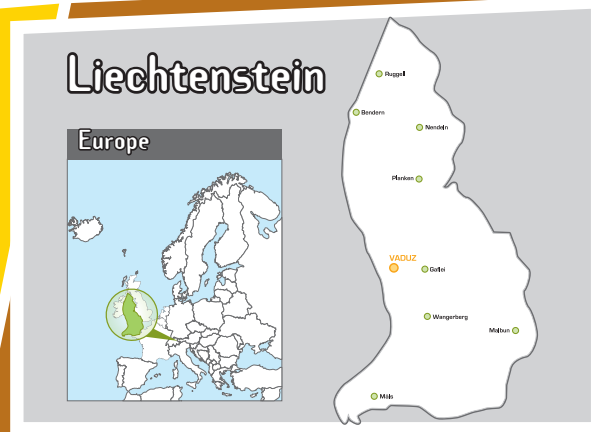 Liechtenstein
Europe
Ruggell
Bendern
Nendeln
Planken
VADUZ
Gaflei
Wangerberg
Malbun
Mäls